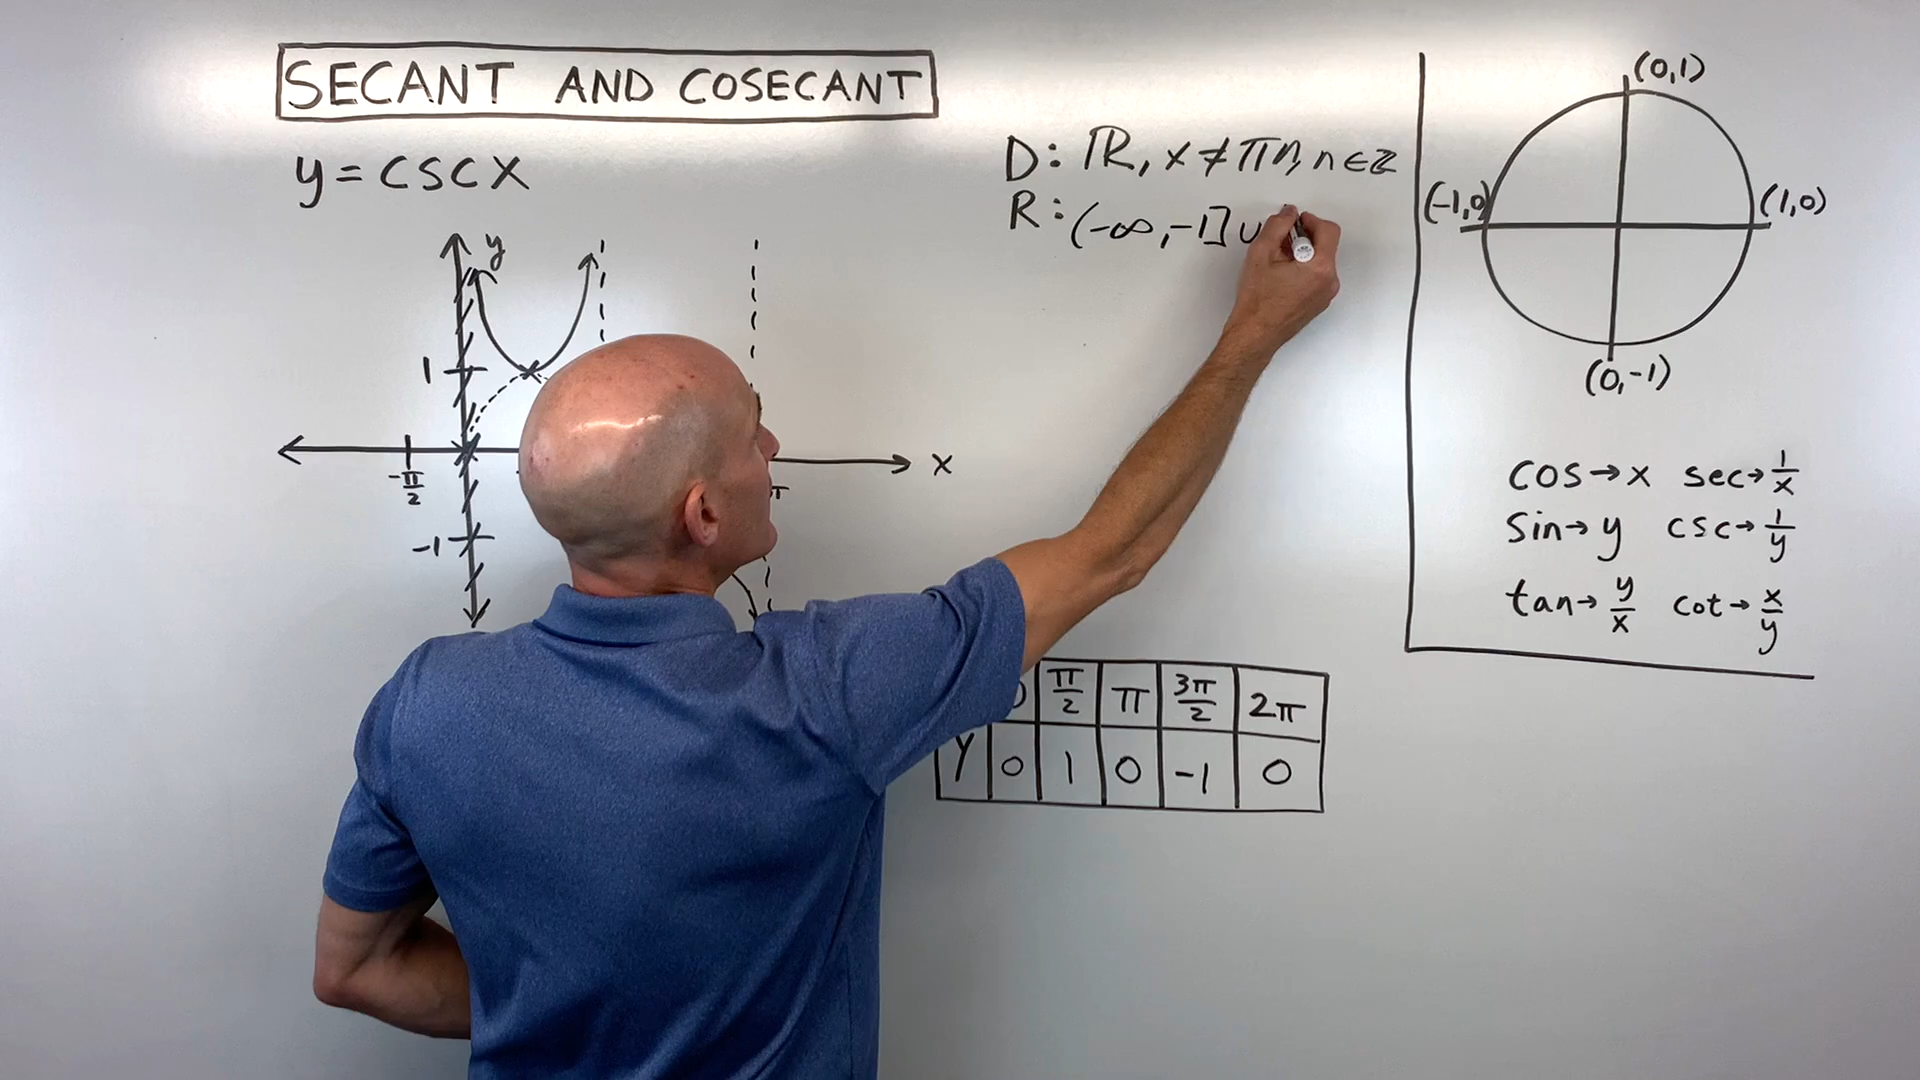 SECANT AND COSECANT
y = CSC X
D: ℝ, x ≠ πn, n ∈ ℤ
R: (-∞, -1] ∪
y
1
-π/2
x
-1
0 π/2 π 3π/2 2π
Y 0 1 0 -1 0
(0,1)
(-1,0)
(1,0)
(0,-1)
cos→x sec→1/x
sin→y csc→1/y
tan→y/x cot→x/y